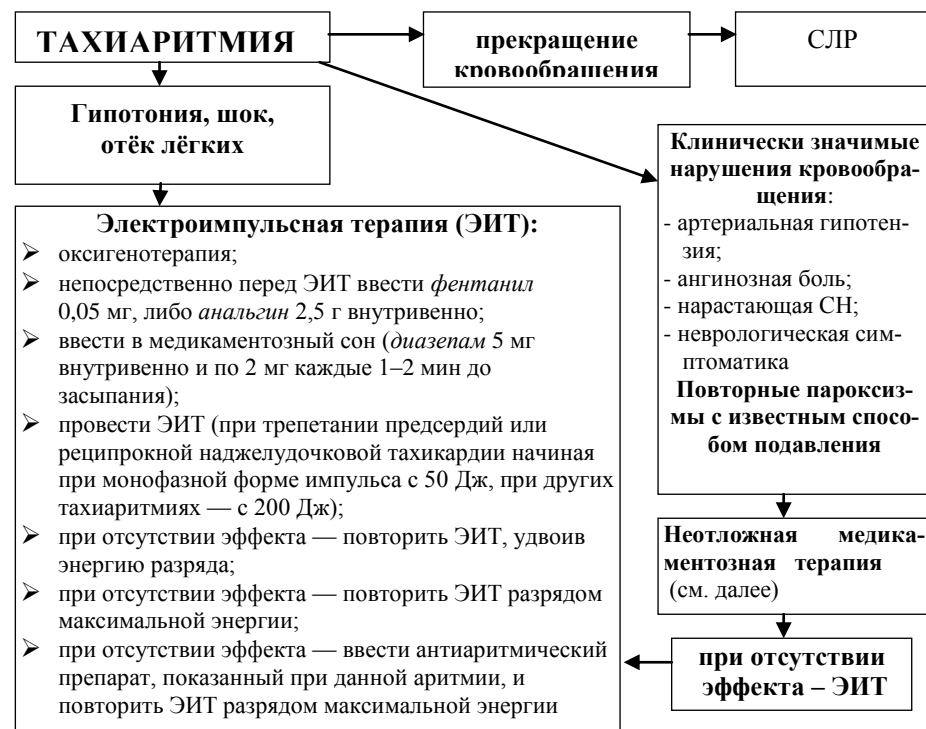 ТАХИАРИТМИЯ
прекращение
кровообращения
СЛР
Гипотония, шок,
отёк лёгких
Электроимпульсная терапия (ЭИТ):
➢ оксигенотерапия;
➢ непосредственно перед ЭИТ ввести фентанил
0,05 мг, либо анальгин 2,5 г внутривенно;
➢ ввести в медикаментозный сон (диазепам 5 мг
внутривенно и по 2 мг каждые 1–2 мин до
засыпания);
➢ провести ЭИТ (при трепетании предсердий или
реципрокной наджелудочковой тахикардии начиная
при монофазной форме импульса с 50 Дж, при других
тахиаритмиях — с 200 Дж);
➢ при отсутствии эффекта — повторить ЭИТ, удвоив
энергию разряда;
➢ при отсутствии эффекта — повторить ЭИТ разрядом
максимальной энергии;
➢ при отсутствии эффекта — ввести антиаритмический
препарат, показанный при данной аритмии, и
повторить ЭИТ разрядом максимальной энергии
Клинически значимые
нарушения кровообра-
щения:
- артериальная гипотен-
зия;
- ангинозная боль;
- нарастающая СН;
- неврологическая сим-
птоматика
Повторные пароксиз-
мы с известным спосо-
бом подавления
Неотложная медика-
ментозная терапия
(см. далее)
при отсутствии
эффекта – ЭИТ